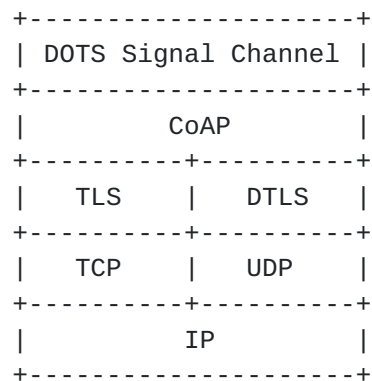 +---------------------+
| DOTS Signal Channel |
+---------------------+
|         CoAP        |
+----------+----------+
|   TLS    |   DTLS   |
+----------+----------+
|   TCP    |   UDP    |
+----------+----------+
|          IP         |
+---------------------+